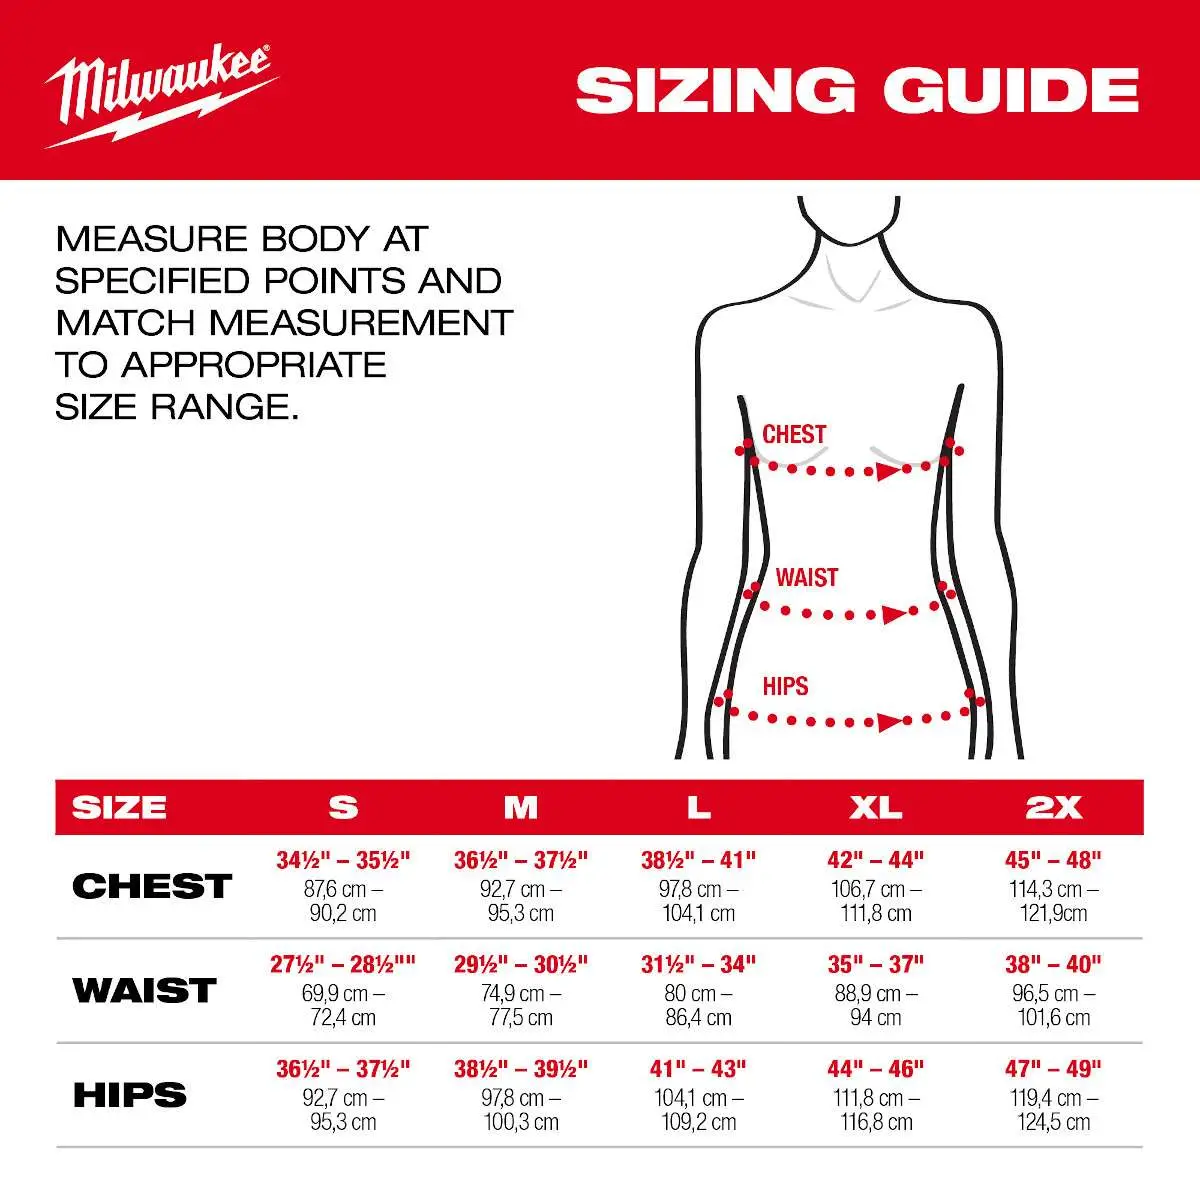 Milwaukee®
SIZING GUIDE
MEASURE BODY AT
SPECIFIED POINTS AND
MATCH MEASUREMENT
TO APPROPRIATE
SIZE RANGE.
CHEST
WAIST
HIPS
SIZE S M L XL 2X
CHEST
34½" – 35½" 36½" – 37½" 38½" – 41" 42" – 44" 45" – 48"
87,6 cm – 92,7 cm – 97,8 cm – 106,7 cm – 114,3 cm –
90,2 cm 95,3 cm 104,1 cm 111,8 cm 121,9cm
WAIST
27½" – 28½"" 29½" – 30½" 31½" – 34" 35" – 37" 38" – 40"
69,9 cm – 74,9 cm – 80 cm – 88,9 cm – 96,5 cm –
72,4 cm 77,5 cm 86,4 cm 94 cm 101,6 cm
HIPS
36½" – 37½" 38½" – 39½" 41" – 43" 44" – 46" 47" – 49"
92,7 cm – 97,8 cm – 104,1 cm – 111,8 cm – 119,4 cm –
95,3 cm 100,3 cm 109,2 cm 116,8 cm 124,5 cm